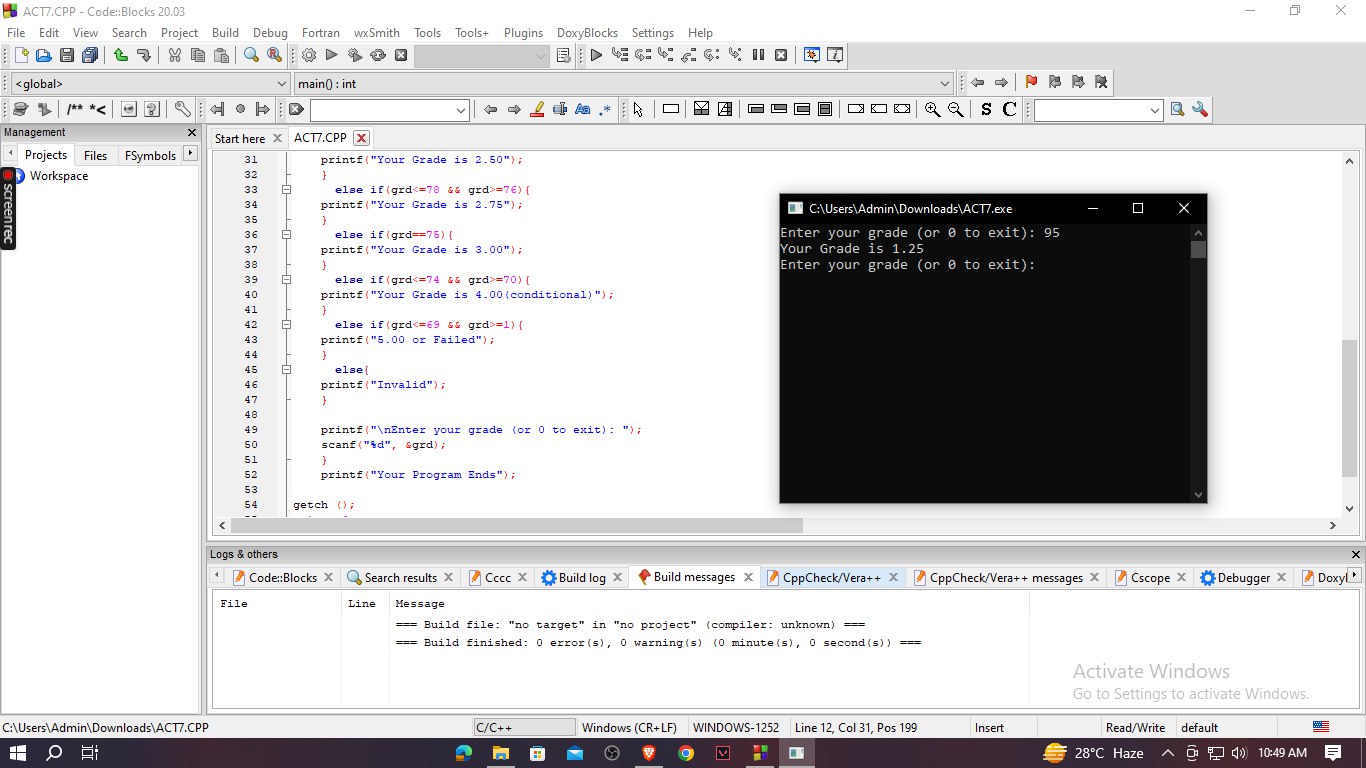 ACT7.CPP - Code::Blocks 20.03
File Edit View Search Project Build Debug Fortran wxSmith Tools Tools+ Plugins DoxyBlocks Settings Help
<global> main() : int
/** *< Aa .* S C
Management
Start here ACT7.CPP
Projects Files FSymbols
Workspace
screenrec
31 printf("Your Grade is 2.50");
32 }
33 else if(grd<=78 && grd>=76){
34 printf("Your Grade is 2.75");
35 }
36 else if(grd==75){
37 printf("Your Grade is 3.00");
38 }
39 else if(grd<=74 && grd>=70){
40 printf("Your Grade is 4.00(conditional)");
41 }
42 else if(grd<=69 && grd>=1){
43 printf("5.00 or Failed");
44 }
45 else{
46 printf("Invalid");
47 }
48
49 printf("\nEnter your grade (or 0 to exit): ");
50 scanf("%d", &grd);
51 }
52 printf("Your Program Ends");
53
54 getch ();
C:\Users\Admin\Downloads\ACT7.exe
Enter your grade (or 0 to exit): 95
Your Grade is 1.25
Enter your grade (or 0 to exit):
Logs & others
Code::Blocks Search results Cccc Build log Build messages CppCheck/Vera++ CppCheck/Vera++ messages Cscope Debugger
File Line Message
=== Build file: "no target" in "no project" (compiler: unknown) ===
=== Build finished: 0 error(s), 0 warning(s) (0 minute(s), 0 second(s)) ===
Activate Windows
Go to Settings to activate Windows.
C:\Users\Admin\Downloads\ACT7.CPP C/C++ Windows (CR+LF) WINDOWS-1252 Line 12, Col 31, Pos 199 Insert Read/Write default
28°C Haze 10:49 AM